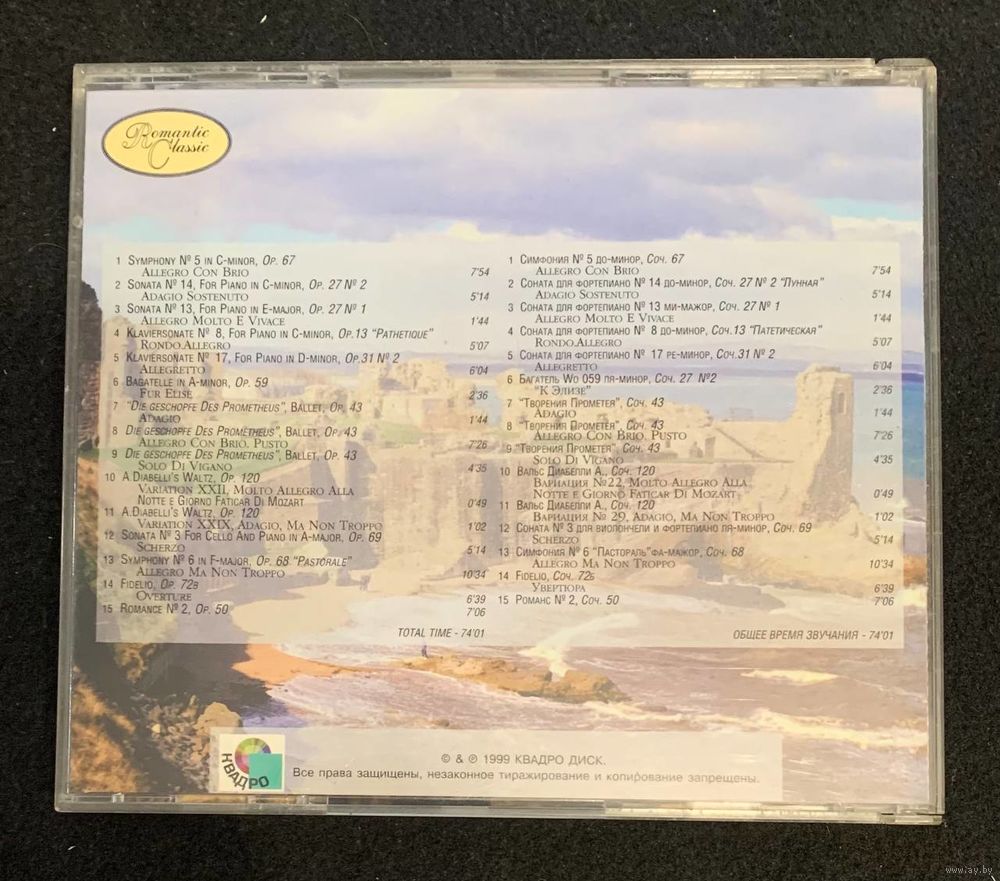 Romantic
Classic
1 Symphony № 5 in C-minor, Op. 67
Allegro Con Brio 7'54
2 Sonata № 14, For Piano in C-minor, Op. 27 № 2
Adagio Sostenuto 5'14
3 Sonata № 13, For Piano in E-major, Op. 27 № 1
Allegro Molto E Vivace 1'44
4 Klaviersonate № 8, For Piano in C-minor, Op.13 "Pathetique"
Rondo.Allegro 5'07
5 Klaviersonate № 17, For Piano in D-minor, Op.31 № 2
Allegretto 6'04
6 Bagatelle in A-minor, Op. 59
Fur Elise 2'36
7 "Die geschopfe Des Prometheus", Ballet, Op. 43
Adagio 1'44
8 Die geschopfe Des Prometheus", Ballet, Op. 43
Allegro Con Brio. Pusto 7'26
9 Die geschopfe Des Prometheus", Ballet, Op. 43
Solo Di Vigano 4'35
10 A.Diabelli's Waltz, Op. 120
Variation XXII, Molto Allegro Alla
Notte e Giorno Faticar Di Mozart 0'49
11 A.Diabelli's Waltz, Op. 120
Variation XXIX, Adagio, Ma Non Troppo 1'02
12 Sonata № 3 For Cello And Piano in A-major, Op. 69
Scherzo 5'14
13 Symphony № 6 in F-major, Op. 68 "Pastorale"
Allegro Ma Non Troppo 10'34
14 Fidelio, Op. 72b
Overture 6'39
15 Romance № 2, Op. 50 7'06
TOTAL TIME - 74'01
1 Симфония № 5 до-минор, Соч. 67
Allegro Con Brio 7'54
2 Соната для фортепиано № 14 до-минор, Соч. 27 № 2 "Лунная"
Adagio Sostenuto 5'14
3 Соната для фортепиано № 13 ми-мажор, Соч. 27 № 1
Allegro Molto E Vivace 1'44
4 Соната для фортепиано № 8 до-минор, Соч.13 "Патетическая"
Rondo.Allegro 5'07
5 Соната для фортепиано № 17 ре-минор, Соч.31 № 2
Allegretto 6'04
6 Багатель Wo 059 ля-минор, Соч. 27 №2
"К Элизе" 2'36
7 "Творения Прометея", Соч. 43
Adagio 1'44
8 "Творения Прометея", Соч. 43
Allegro Con Brio. Pusto 7'26
9 "Творения Прометея", Соч. 43
Solo Di Vigano 4'35
10 Вальс Диабелли А., Соч. 120
Вариация №22, Molto Allegro Alla
Notte e Giorno Faticar Di Mozart 0'49
11 Вальс Диабелли А., Соч. 120
Вариация № 29, Adagio, Ma Non Troppo 1'02
12 Соната № 3 для виолончели и фортепиано ля-минор, Соч. 69
Scherzo 5'14
13 Симфония № 6 "Пастораль"фа-мажор, Соч. 68
Allegro Ma Non Troppo 10'34
14 Fidelio, Соч. 72б
Увертюра 6'39
15 Романс № 2, Соч. 50 7'06
ОБЩЕЕ ВРЕМЯ ЗВУЧАНИЯ - 74'01
КВАДРО
© & ℗ 1999 КВАДРО ДИСК.
Все права защищены, незаконное тиражирование и копирование запрещены.
www.ay.by